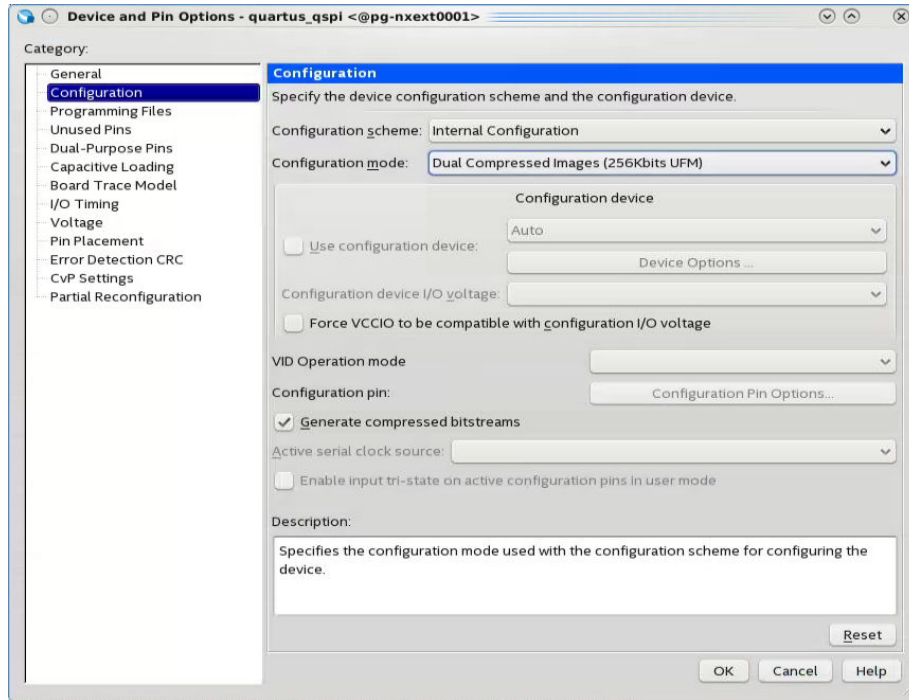 Device and Pin Options - quartus_qspi <@pg-nxext0001>
Category:
General
Configuration
Programming Files
Unused Pins
Dual-Purpose Pins
Capacitive Loading
Board Trace Model
I/O Timing
Voltage
Pin Placement
Error Detection CRC
CvP Settings
Partial Reconfiguration
Configuration
Specify the device configuration scheme and the configuration device.
Configuration scheme: Internal Configuration
Configuration mode: Dual Compressed Images (256Kbits UFM)
Configuration device
Auto
Use configuration device:
Device Options ...
Configuration device I/O voltage:
Force VCCIO to be compatible with configuration I/O voltage
VID Operation mode
Configuration pin: Configuration Pin Options...
Generate compressed bitstreams
Active serial clock source:
Enable input tri-state on active configuration pins in user mode
Description:
Specifies the configuration mode used with the configuration scheme for configuring the
device.
Reset
OK Cancel Help